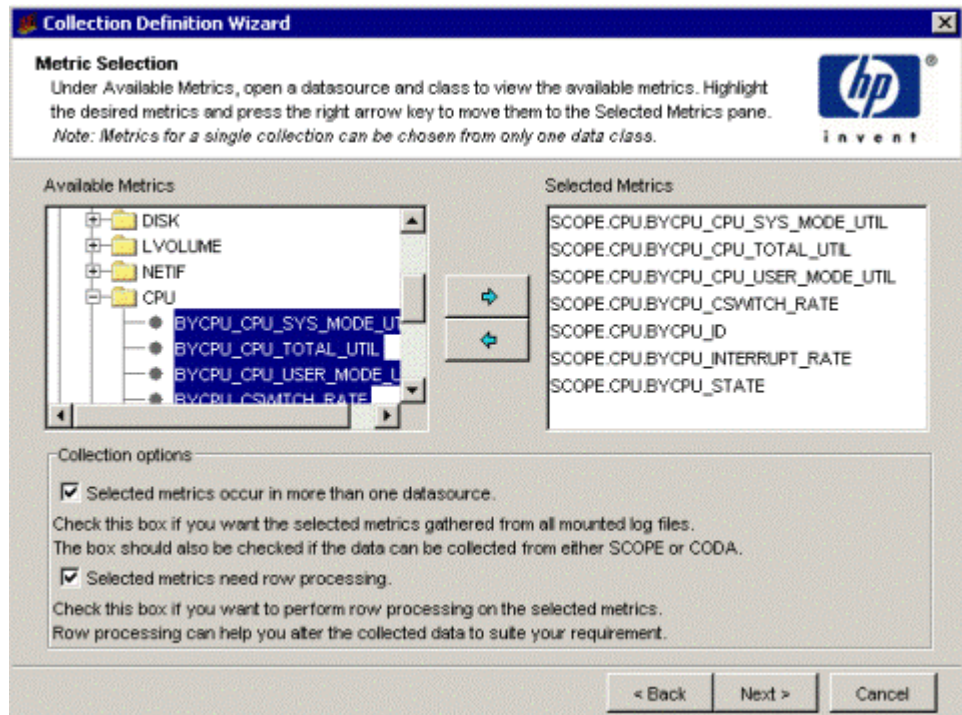 Collection Definition Wizard
Metric Selection
Under Available Metrics, open a datasource and class to view the available metrics. Highlight
the desired metrics and press the right arrow key to move them to the Selected Metrics pane.
Note: Metrics for a single collection can be chosen from only one data class.
hp
®
invent
Available Metrics
DISK
LVOLUME
NETIF
CPU
BYCPU_CPU_SYS_MODE_UT
BYCPU_CPU_TOTAL_UTIL
BYCPU_CPU_USER_MODE_U
BYCPU_CSWITCH_RATE
Selected Metrics
SCOPE.CPU.BYCPU_CPU_SYS_MODE_UTIL
SCOPE.CPU.BYCPU_CPU_TOTAL_UTIL
SCOPE.CPU.BYCPU_CPU_USER_MODE_UTIL
SCOPE.CPU.BYCPU_CSWITCH_RATE
SCOPE.CPU.BYCPU_ID
SCOPE.CPU.BYCPU_INTERRUPT_RATE
SCOPE.CPU.BYCPU_STATE
Collection options
Selected metrics occur in more than one datasource.
Check this box if you want the selected metrics gathered from all mounted log files.
The box should also be checked if the data can be collected from either SCOPE or CODA.
Selected metrics need row processing.
Check this box if you want to perform row processing on the selected metrics.
Row processing can help you alter the collected data to suite your requirement.
< Back
Next >
Cancel